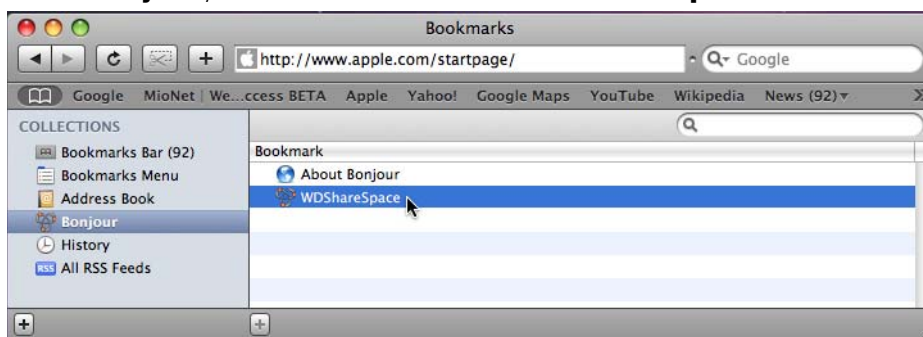 Bookmarks
http://www.apple.com/startpage/
Google
Google MioNet | We...ccess BETA Apple Yahoo! Google Maps YouTube Wikipedia News (92)
COLLECTIONS
Bookmarks Bar (92)
Bookmarks Menu
Address Book
Bonjour
History
RSS All RSS Feeds
Bookmark
About Bonjour
WDShareSpace